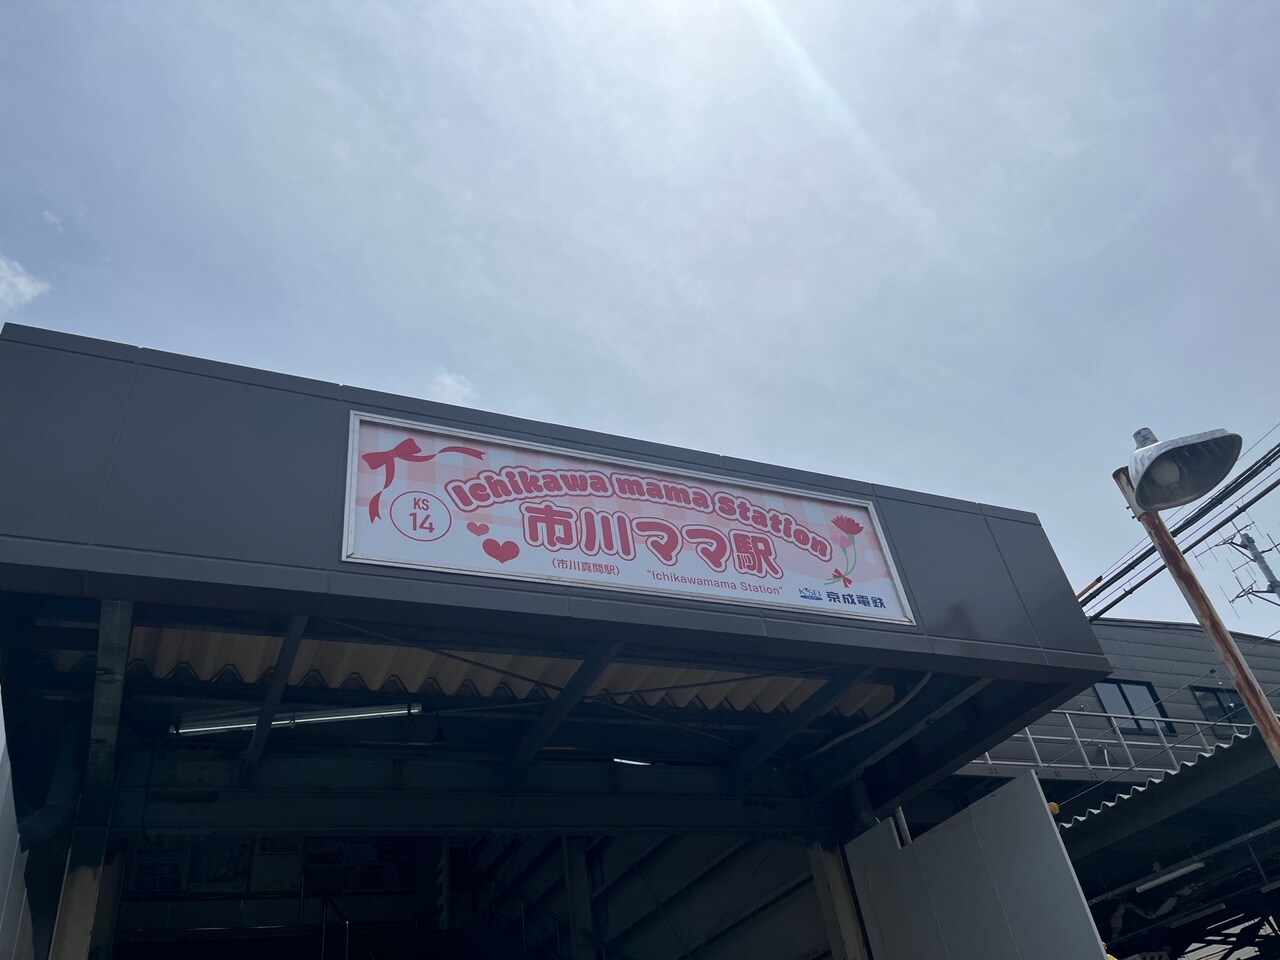 Ichikawa mama Station
KS
14
市川ママ駅
(市川真間駅)
"Ichikawamama Station"
KEISEI 京成電鉄